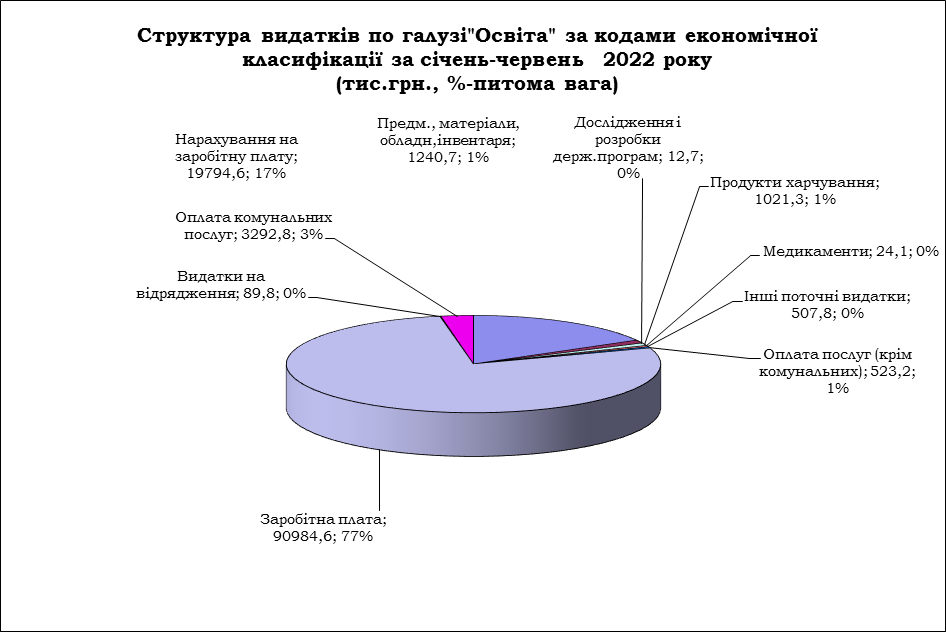 Структура видатків по галузі"Освіта" за кодами економічної
класифікації за січень-червень 2022 року
(тис.грн., %-питома вага)
Нарахування на
заробітну плату;
19794,6; 17%
Предм., матеріали,
обладн,інвентаря;
1240,7; 1%
Дослідження і
розробки
держ.програм; 12,7;
0%
Продукти харчування;
1021,3; 1%
Оплата комунальних
послуг; 3292,8; 3%
Медикаменти; 24,1; 0%
Видатки на
відрядження; 89,8; 0%
Інші поточні видатки;
507,8; 0%
Оплата послуг (крім
комунальних); 523,2;
1%
Заробітна плата;
90984,6; 77%